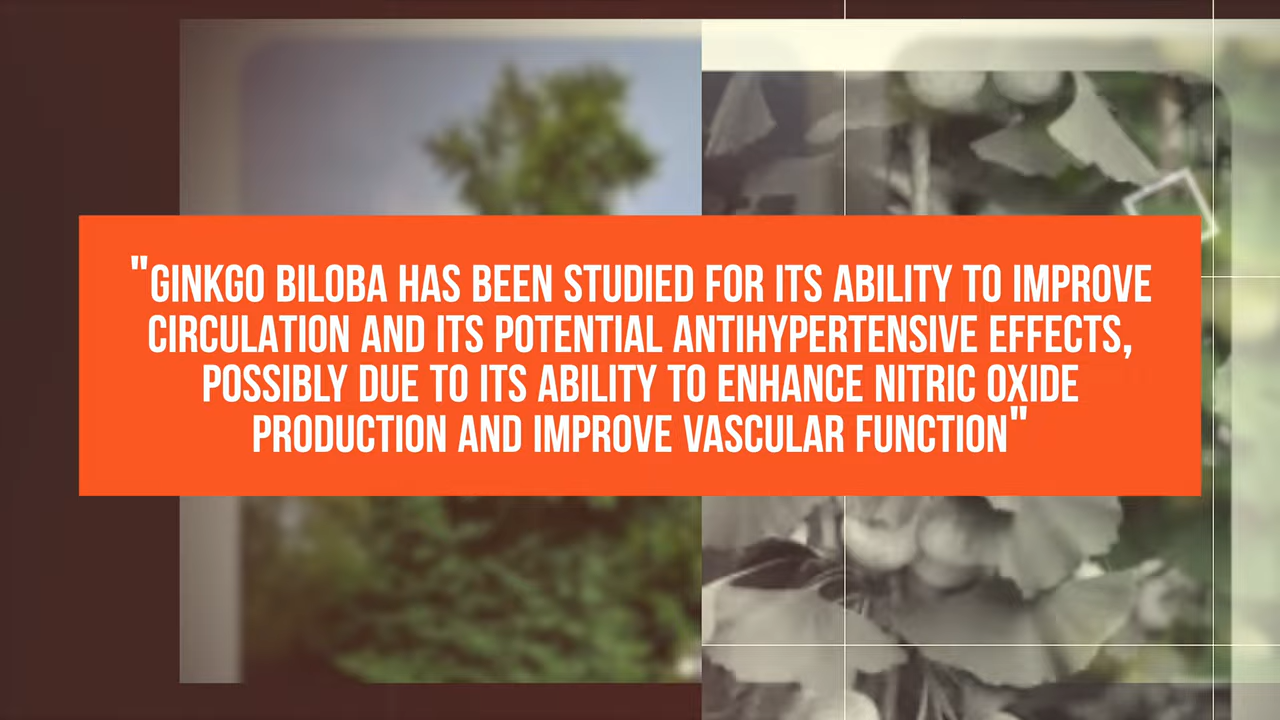 "GINKGO BILOBA HAS BEEN STUDIED FOR ITS ABILITY TO IMPROVE
CIRCULATION AND ITS POTENTIAL ANTIHYPERTENSIVE EFFECTS,
POSSIBLY DUE TO ITS ABILITY TO ENHANCE NITRIC OXIDE
PRODUCTION AND IMPROVE VASCULAR FUNCTION"